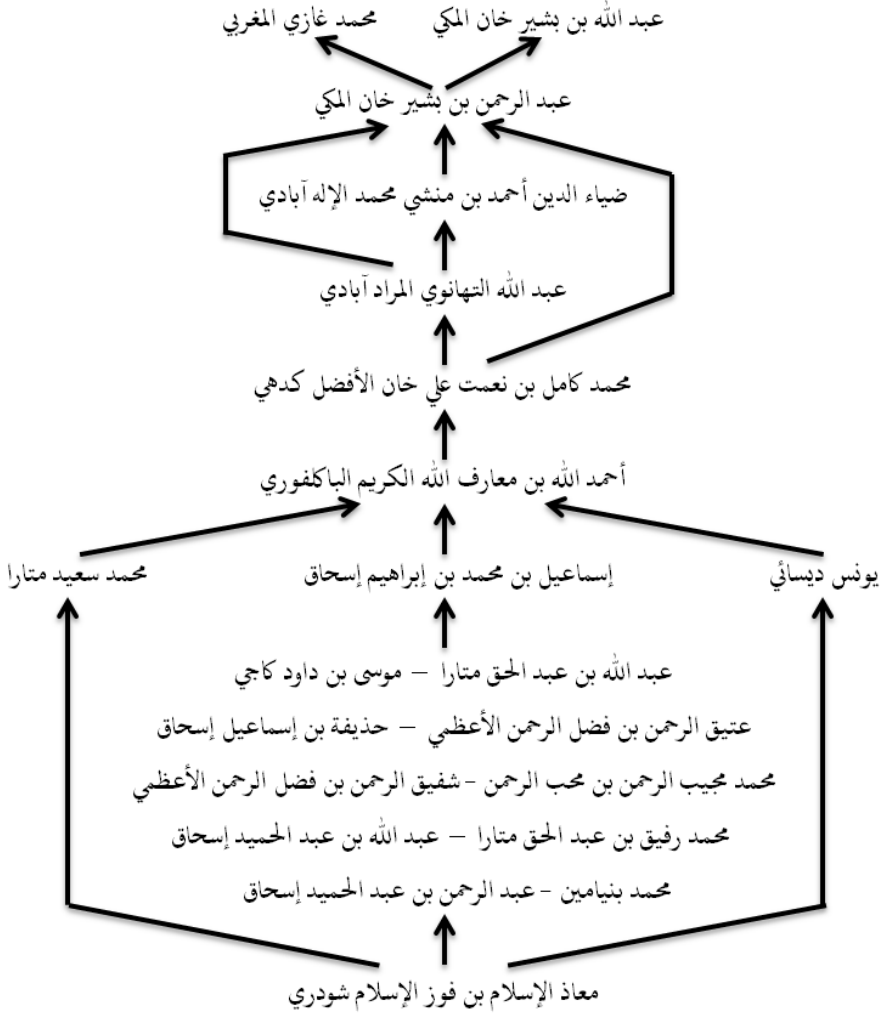 عبد الله بن بشير خان المكي محمد غازي المغربي
عبد الرحمن بن بشير خان المكي
ضياء الدين أحمد بن منشي محمد الإله آبادي
عبد الله التهانوي المراد آبادي
محمد كامل بن نعمت علي خان الأفضل كدهي
أحمد الله بن معارف الله الكريم الباكلفوري
يونس ديسائي إسماعيل بن محمد بن إبراهيم إسحاق محمد سعيد متارا
عبد الله بن عبد الحق متارا – موسى بن داود كاجي
عتيق الرحمن بن فضل الرحمن الأعظمي – حذيفة بن إسماعيل إسحاق
محمد مجيب الرحمن بن محب الرحمن - شفيق الرحمن بن فضل الرحمن الأعظمي
محمد رفيق بن عبد الحق متارا – عبد الله بن عبد الحميد إسحاق
محمد بنيامين - عبد الرحمن بن عبد الحميد إسحاق
معاذ الإسلام بن فوز الإسلام شودري